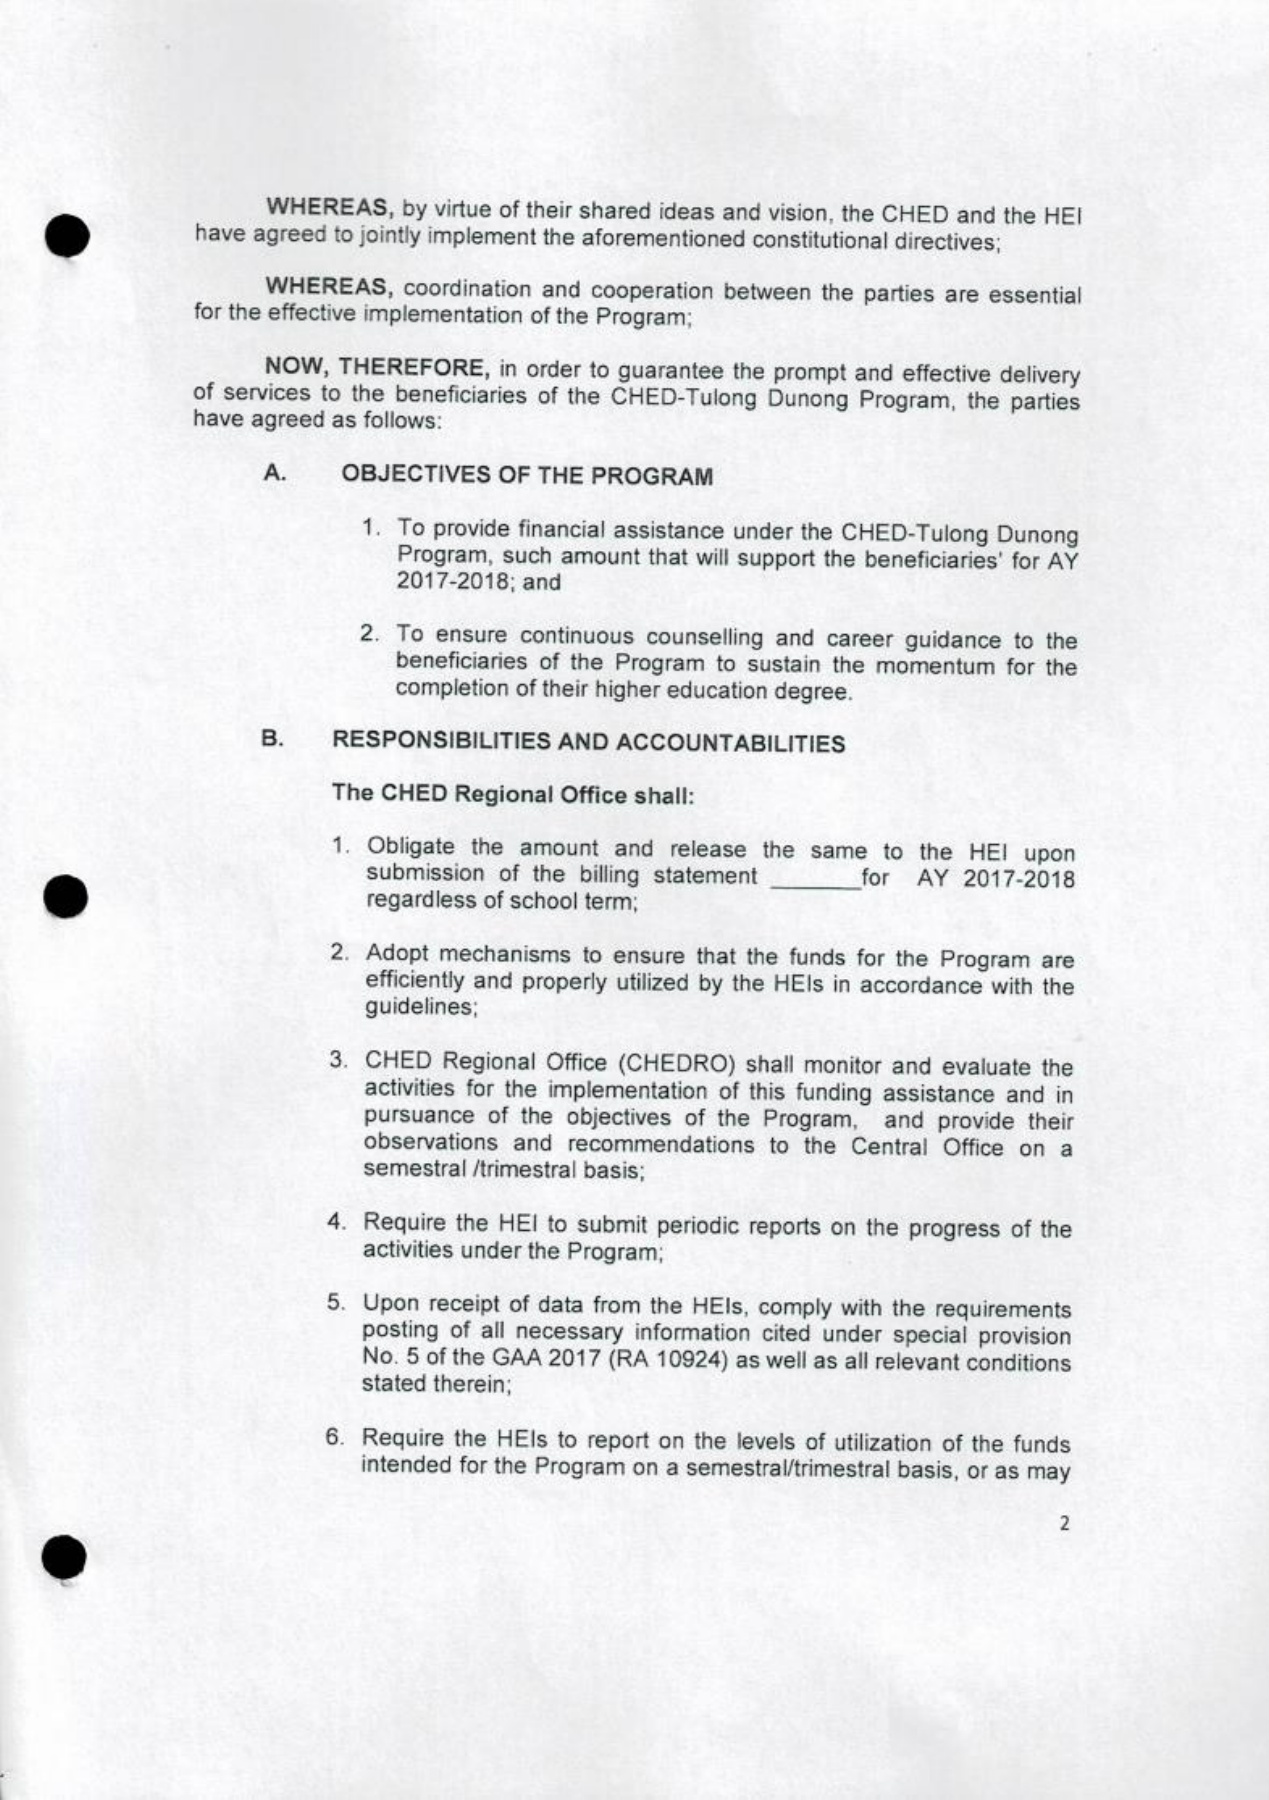 WHEREAS, by virtue of their shared ideas and vision, the CHED and the HEI
have agreed to jointly implement the aforementioned constitutional directives;
WHEREAS, coordination and cooperation between the parties are essential
for the effective implementation of the Program;
NOW, THEREFORE, in order to guarantee the prompt and effective delivery
of services to the beneficiaries of the CHED-Tulong Dunong Program, the parties
have agreed as follows:
A. OBJECTIVES OF THE PROGRAM
1. To provide financial assistance under the CHED-Tulong Dunong
Program, such amount that will support the beneficiaries' for AY
2017-2018; and
2. To ensure continuous counselling and career guidance to the
beneficiaries of the Program to sustain the momentum for the
completion of their higher education degree.
B. RESPONSIBILITIES AND ACCOUNTABILITIES
The CHED Regional Office shall:
1. Obligate the amount and release the same to the HEI upon
submission of the billing statement _______for AY 2017-2018
regardless of school term;
2. Adopt mechanisms to ensure that the funds for the Program are
efficiently and properly utilized by the HEIs in accordance with the
guidelines;
3. CHED Regional Office (CHEDRO) shall monitor and evaluate the
activities for the implementation of this funding assistance and in
pursuance of the objectives of the Program, and provide their
observations and recommendations to the Central Office on a
semestral /trimestral basis;
4. Require the HEI to submit periodic reports on the progress of the
activities under the Program;
5. Upon receipt of data from the HEIs, comply with the requirements
posting of all necessary information cited under special provision
No. 5 of the GAA 2017 (RA 10924) as well as all relevant conditions
stated therein;
6. Require the HEIs to report on the levels of utilization of the funds
intended for the Program on a semestral/trimestral basis, or as may
2